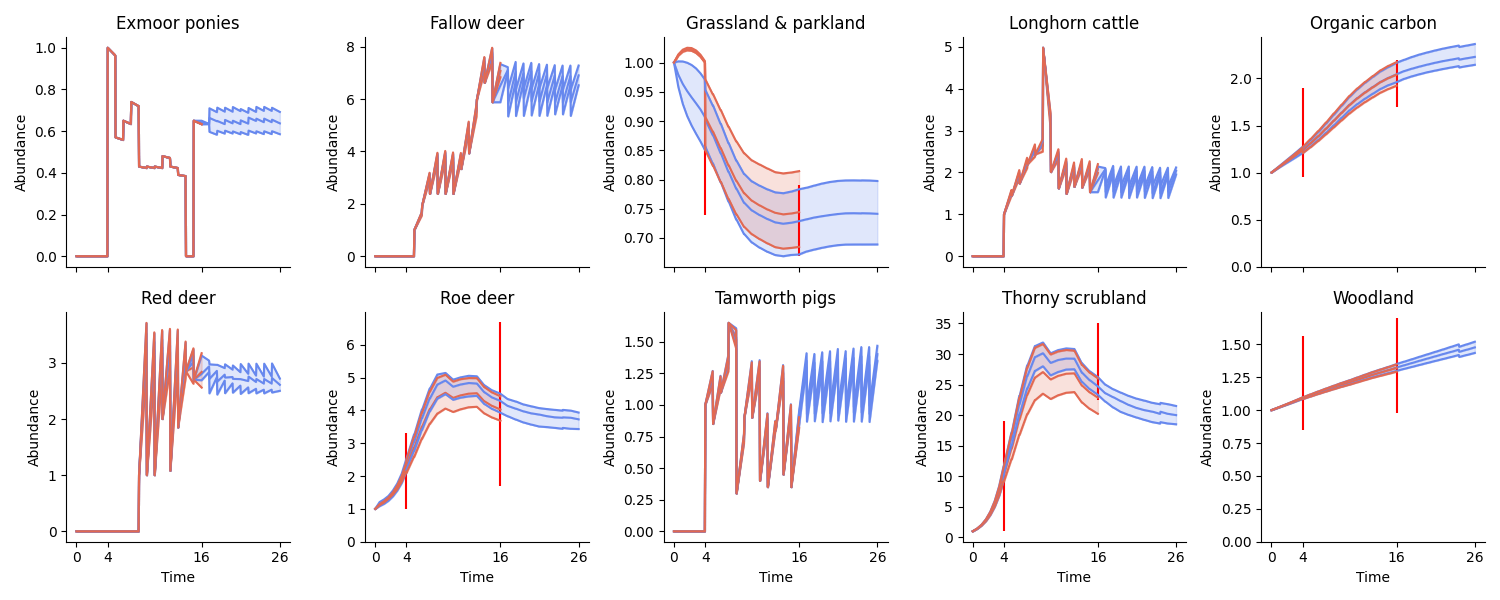 Exmoor ponies
Fallow deer
Grassland & parkland
Longhorn cattle
Organic carbon
Abundance
1.0
0.8
0.6
0.4
0.2
0.0
Abundance
8
6
4
2
0
Abundance
1.00
0.95
0.90
0.85
0.80
0.75
0.70
Abundance
5
4
3
2
1
0
Abundance
2.0
1.5
1.0
0.5
0.0
Red deer
Roe deer
Tamworth pigs
Thorny scrubland
Woodland
Abundance
3
2
1
0
0 4 16 26
Time
Abundance
6
5
4
3
2
1
0
0 4 16 26
Time
Abundance
1.50
1.25
1.00
0.75
0.50
0.25
0.00
0 4 16 26
Time
Abundance
35
30
25
20
15
10
5
0
0 4 16 26
Time
Abundance
1.50
1.25
1.00
0.75
0.50
0.25
0.00
0 4 16 26
Time